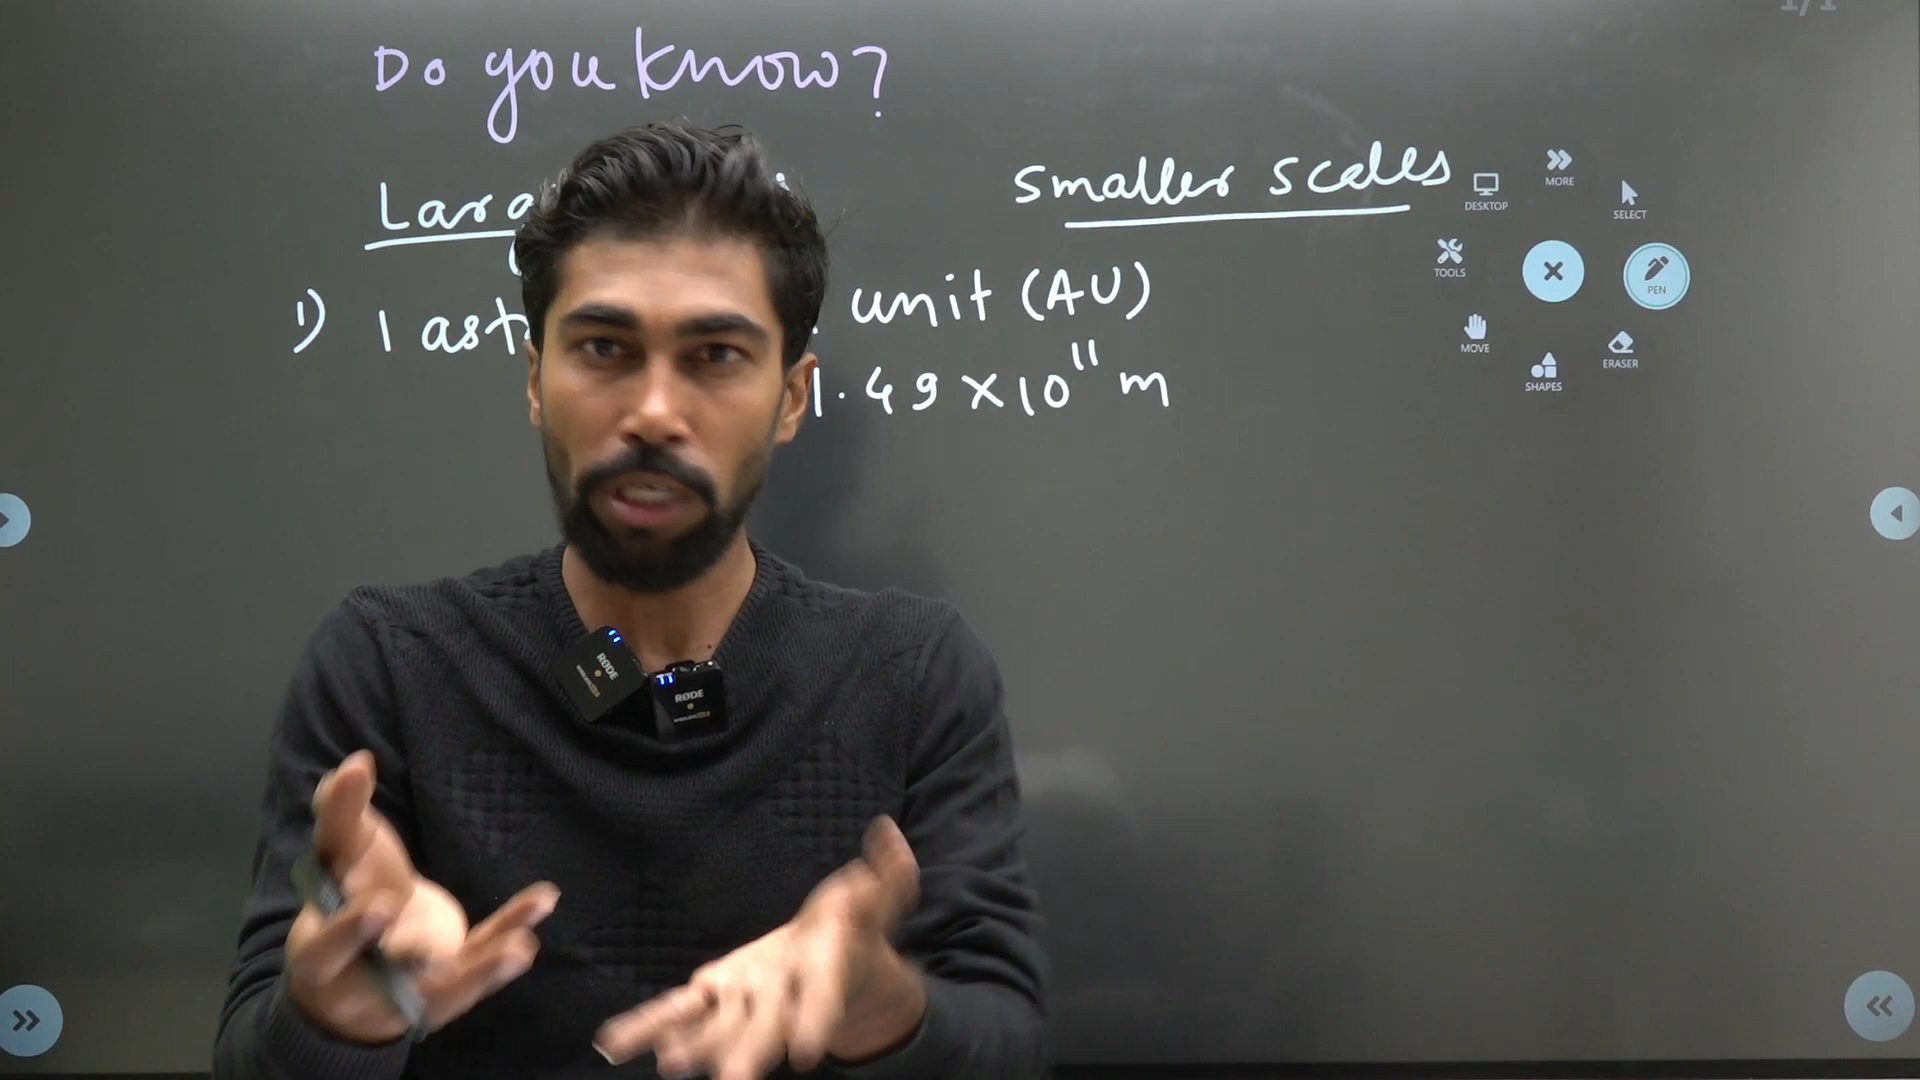 1/1
Do you know?
Smaller scales
1)
unit (AU)
1.49 × 10¹¹ m
MORE
DESKTOP
SELECT
TOOLS
PEN
MOVE
ERASER
SHAPES
RØDE
RØDE